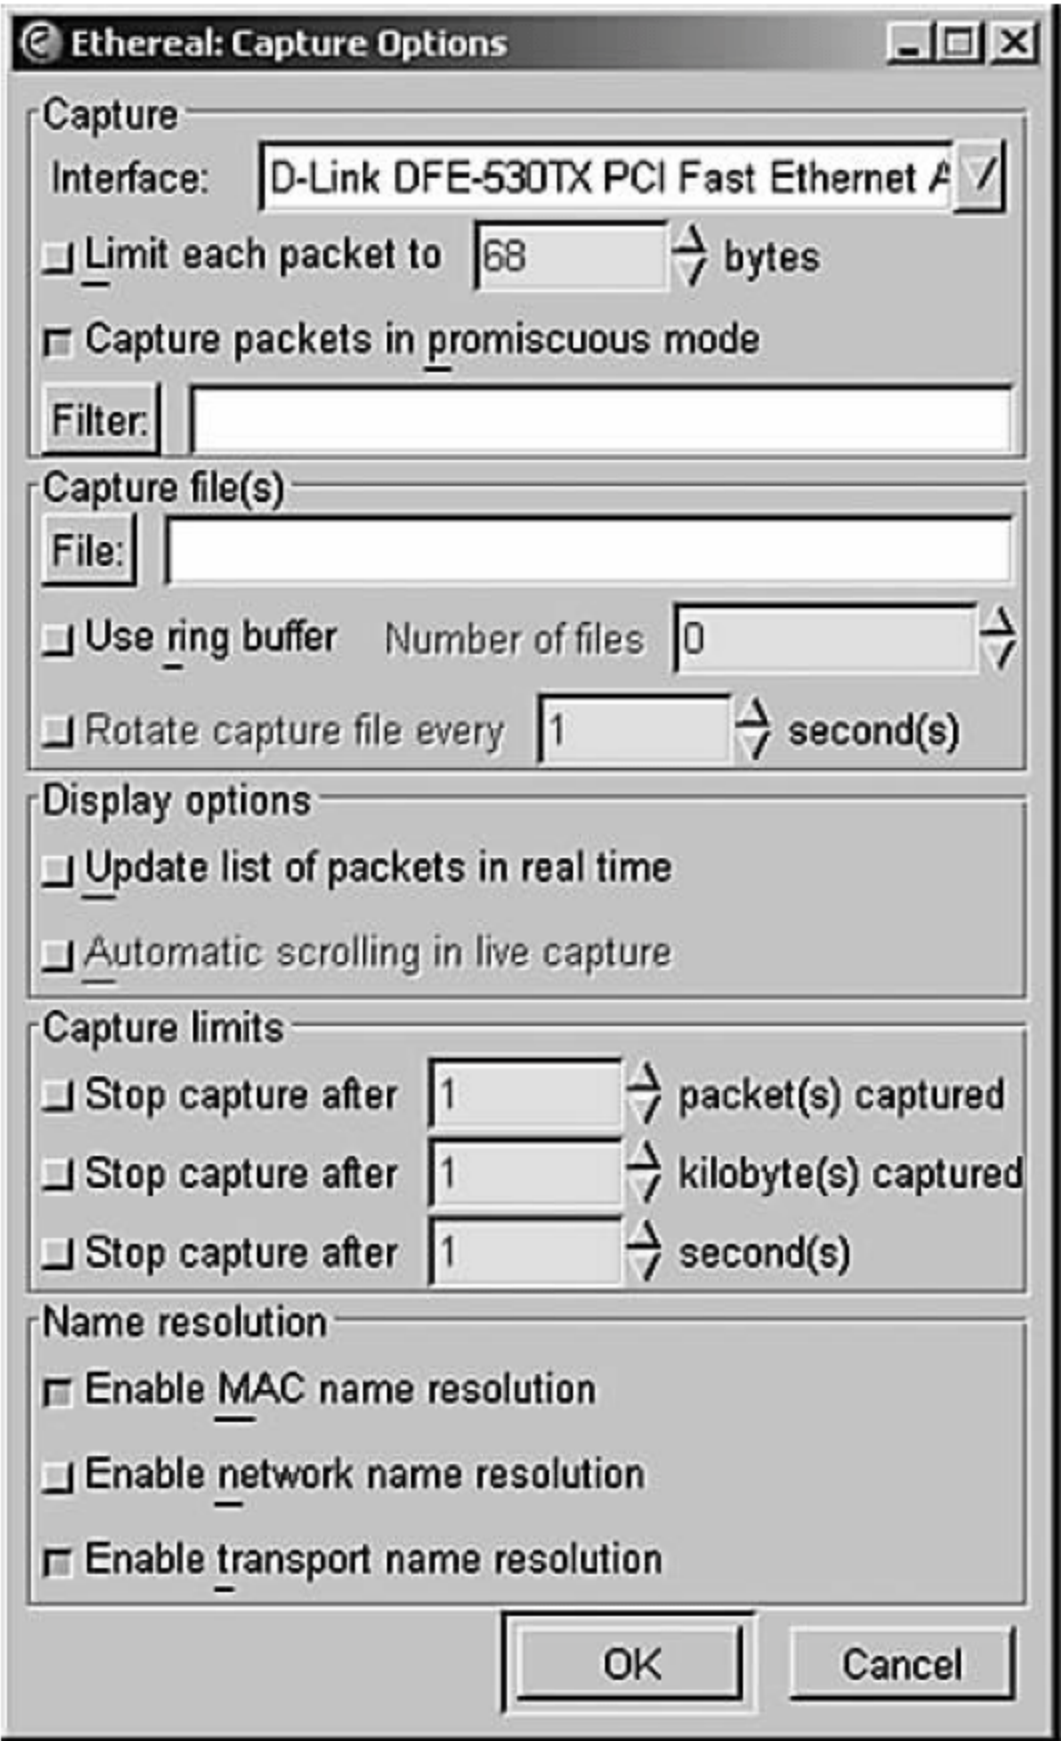 Ethereal: Capture Options
Capture
Interface: D-Link DFE-530TX PCI Fast Ethernet A
Limit each packet to 68 bytes
Capture packets in promiscuous mode
Filter:
Capture file(s)
File:
Use ring buffer Number of files 0
Rotate capture file every 1 second(s)
Display options
Update list of packets in real time
Automatic scrolling in live capture
Capture limits
Stop capture after 1 packet(s) captured
Stop capture after 1 kilobyte(s) captured
Stop capture after 1 second(s)
Name resolution
Enable MAC name resolution
Enable network name resolution
Enable transport name resolution
OK Cancel